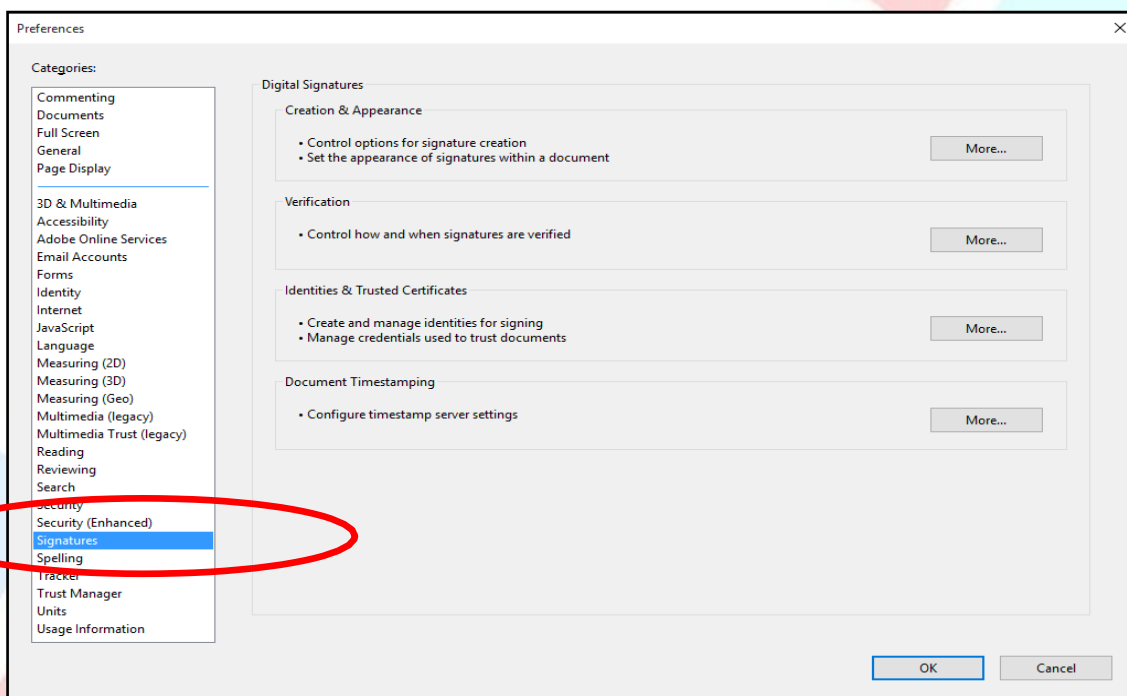 Preferences
Categories:
Commenting
Documents
Full Screen
General
Page Display
3D & Multimedia
Accessibility
Adobe Online Services
Email Accounts
Forms
Identity
Internet
JavaScript
Language
Measuring (2D)
Measuring (3D)
Measuring (Geo)
Multimedia (legacy)
Multimedia Trust (legacy)
Reading
Reviewing
Search
Security
Security (Enhanced)
Signatures
Spelling
Tracker
Trust Manager
Units
Usage Information
Digital Signatures
Creation & Appearance
• Control options for signature creation
• Set the appearance of signatures within a document
More...
Verification
• Control how and when signatures are verified
More...
Identities & Trusted Certificates
• Create and manage identities for signing
• Manage credentials used to trust documents
More...
Document Timestamping
• Configure timestamp server settings
More...
OK
Cancel